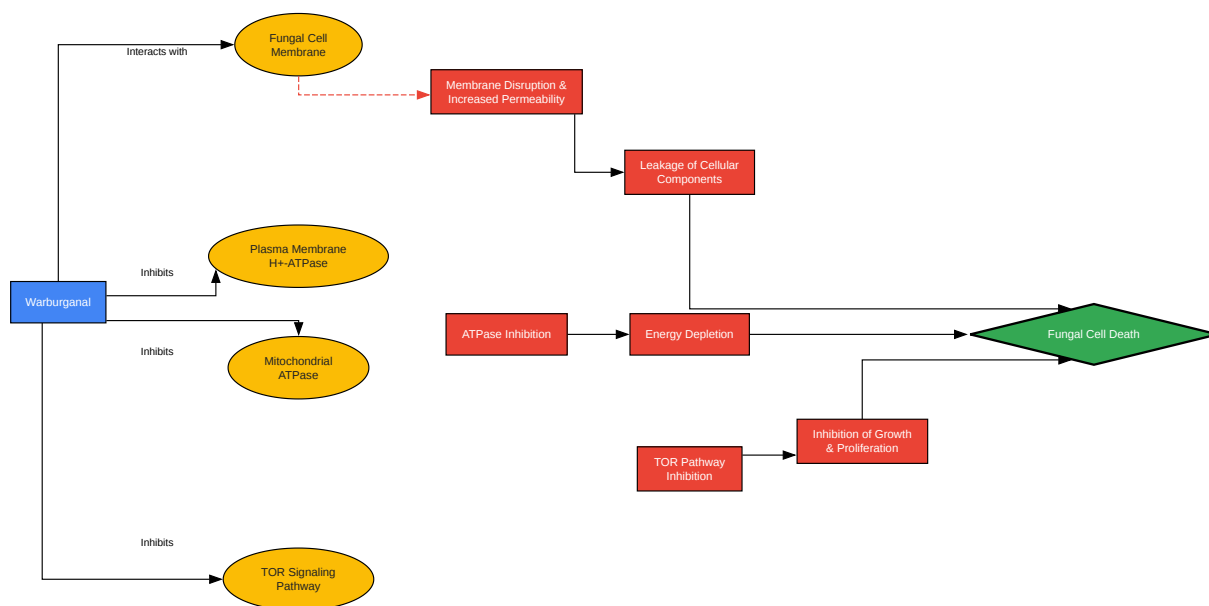 Fungal Cell
Membrane
Interacts with
Membrane Disruption &
Increased Permeability
Leakage of Cellular
Components
Plasma Membrane
H+-ATPase
Inhibits
Warburganal
ATPase Inhibition
Energy Depletion
Fungal Cell Death
Inhibits
Mitochondrial
ATPase
Inhibition of Growth
& Proliferation
TOR Pathway
Inhibition
Inhibits
TOR Signaling
Pathway